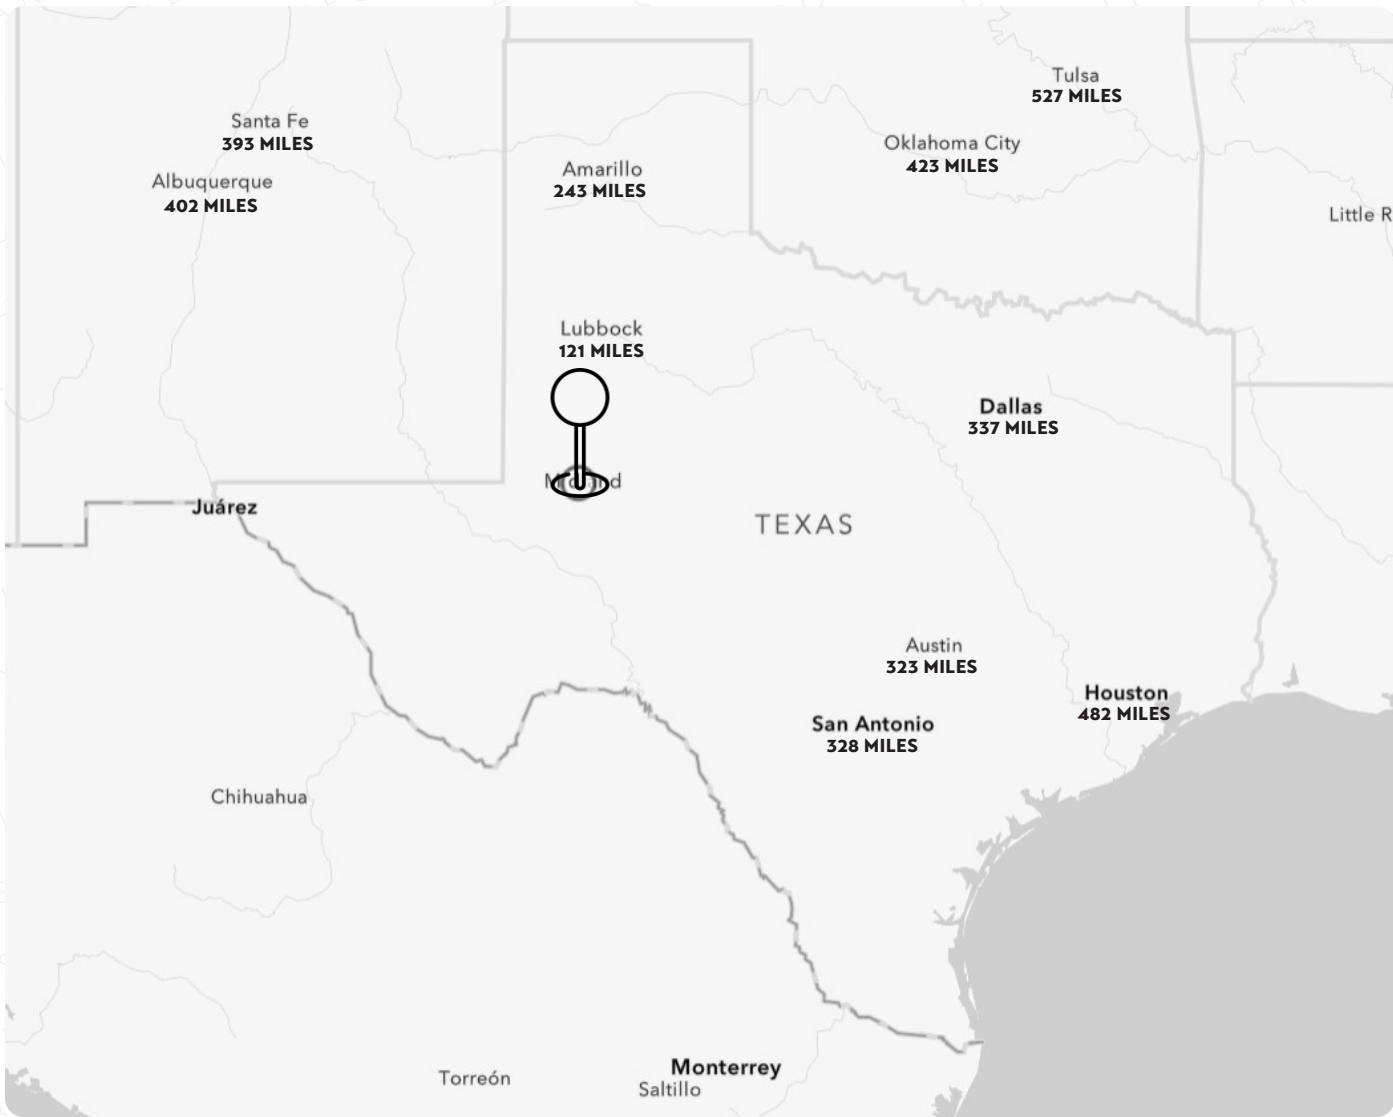 Tulsa
527 MILES
Santa Fe
393 MILES
Oklahoma City
423 MILES
Amarillo
243 MILES
Albuquerque
402 MILES
Little R
Lubbock
121 MILES
Dallas
337 MILES
Juárez
TEXAS
Austin
323 MILES
Houston
482 MILES
San Antonio
328 MILES
Chihuahua
Monterrey
Torreón
Saltillo